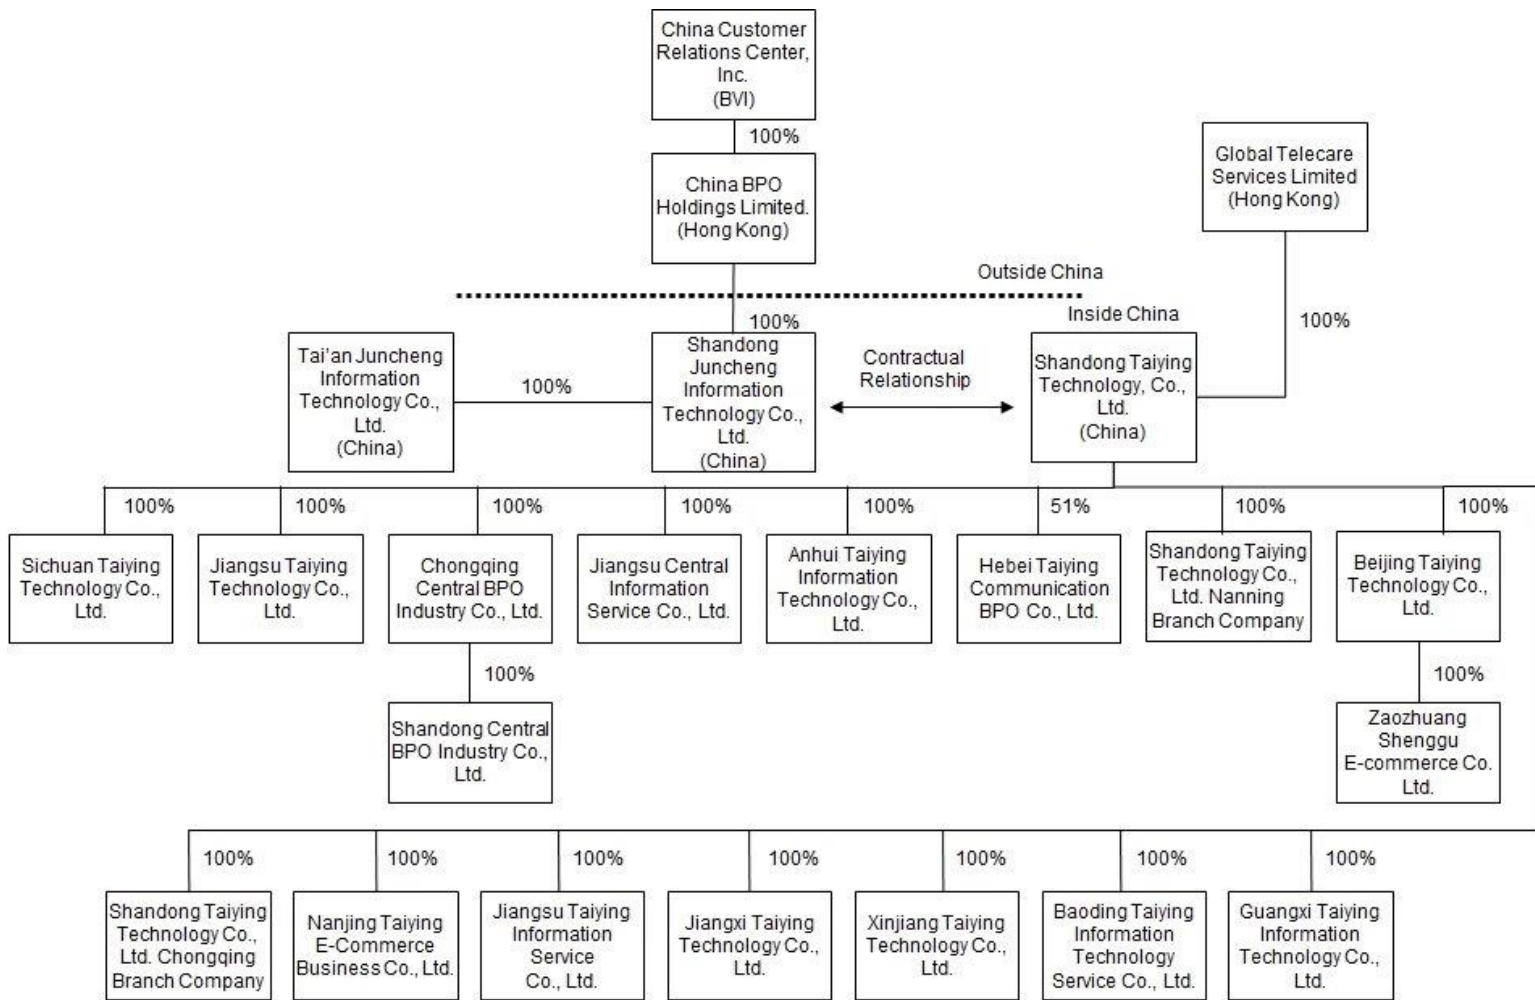 China Customer
Relations Center,
Inc.
(BVI)
100%
China BPO
Holdings Limited.
(Hong Kong)
Global Telecare
Services Limited
(Hong Kong)
Outside China
100%
Inside China
100%
Tai'an Juncheng
Information
Technology Co.,
Ltd.
(China)
100%
Shandong
Juncheng
Information
Technology Co.,
Ltd.
(China)
Contractual
Relationship
Shandong Taiying
Technology, Co.,
Ltd.
(China)
100%
100%
100%
100%
100%
51%
100%
100%
Sichuan Taiying
Technology Co.,
Ltd.
Jiangsu Taiying
Technology Co.,
Ltd.
Chongqing
Central BPO
Industry Co., Ltd.
Jiangsu Central
Information
Service Co., Ltd.
Anhui Taiying
Information
Technology Co.,
Ltd.
Hebei Taiying
Communication
BPO Co., Ltd.
Shandong Taiying
Technology Co.,
Ltd. Nanning
Branch Company
Beijing Taiying
Technology Co.,
Ltd.
100%
100%
Shandong Central
BPO Industry Co.,
Ltd.
Zaozhuang
Shenggu
E-commerce Co.
Ltd.
100%
100%
100%
100%
100%
100%
100%
Shandong Taiying
Technology Co.,
Ltd. Chongqing
Branch Company
Nanjing Taiying
E-Commerce
Business Co., Ltd.
Jiangsu Taiying
Information
Service
Co., Ltd.
Jiangxi Taiying
Technology Co.,
Ltd.
Xinjiang Taiying
Technology Co.,
Ltd.
Baoding Taiying
Information
Technology
Service Co., Ltd.
Guangxi Taiying
Information
Technology Co.,
Ltd.